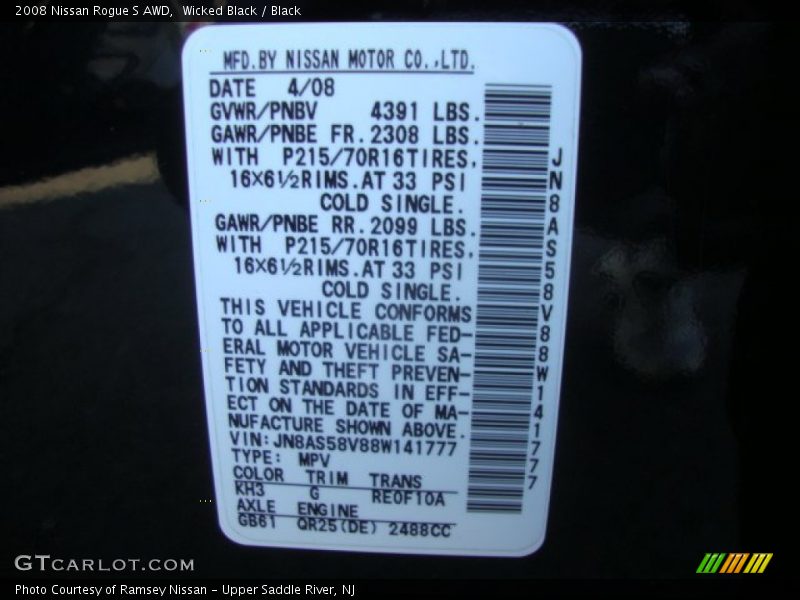 2008 Nissan Rogue S AWD,  Wicked Black / Black
MFD.BY NISSAN MOTOR CO.,LTD.
DATE 4/08
GVWR/PNBV 4391 LBS.
GAWR/PNBE FR. 2308 LBS.
WITH P215/70R16TIRES,
16×6½RIMS.AT 33 PSI
COLD SINGLE.
GAWR/PNBE RR. 2099 LBS.
WITH P215/70R16TIRES,
16×6½RIMS.AT 33 PSI
COLD SINGLE.
THIS VEHICLE CONFORMS
TO ALL APPLICABLE FED-
ERAL MOTOR VEHICLE SA-
FETY AND THEFT PREVEN-
TION STANDARDS IN EFF-
ECT ON THE DATE OF MA-
NUFACTURE SHOWN ABOVE.
VIN:JN8AS58V88W141777
TYPE: MPV
COLOR TRIM TRANS
KH3 G RE0F10A
AXLE ENGINE
GB61 QR25(DE) 2488CC
JN8AS58V88W141777
GTCARLOT.COM
Photo Courtesy of Ramsey Nissan - Upper Saddle River, NJ